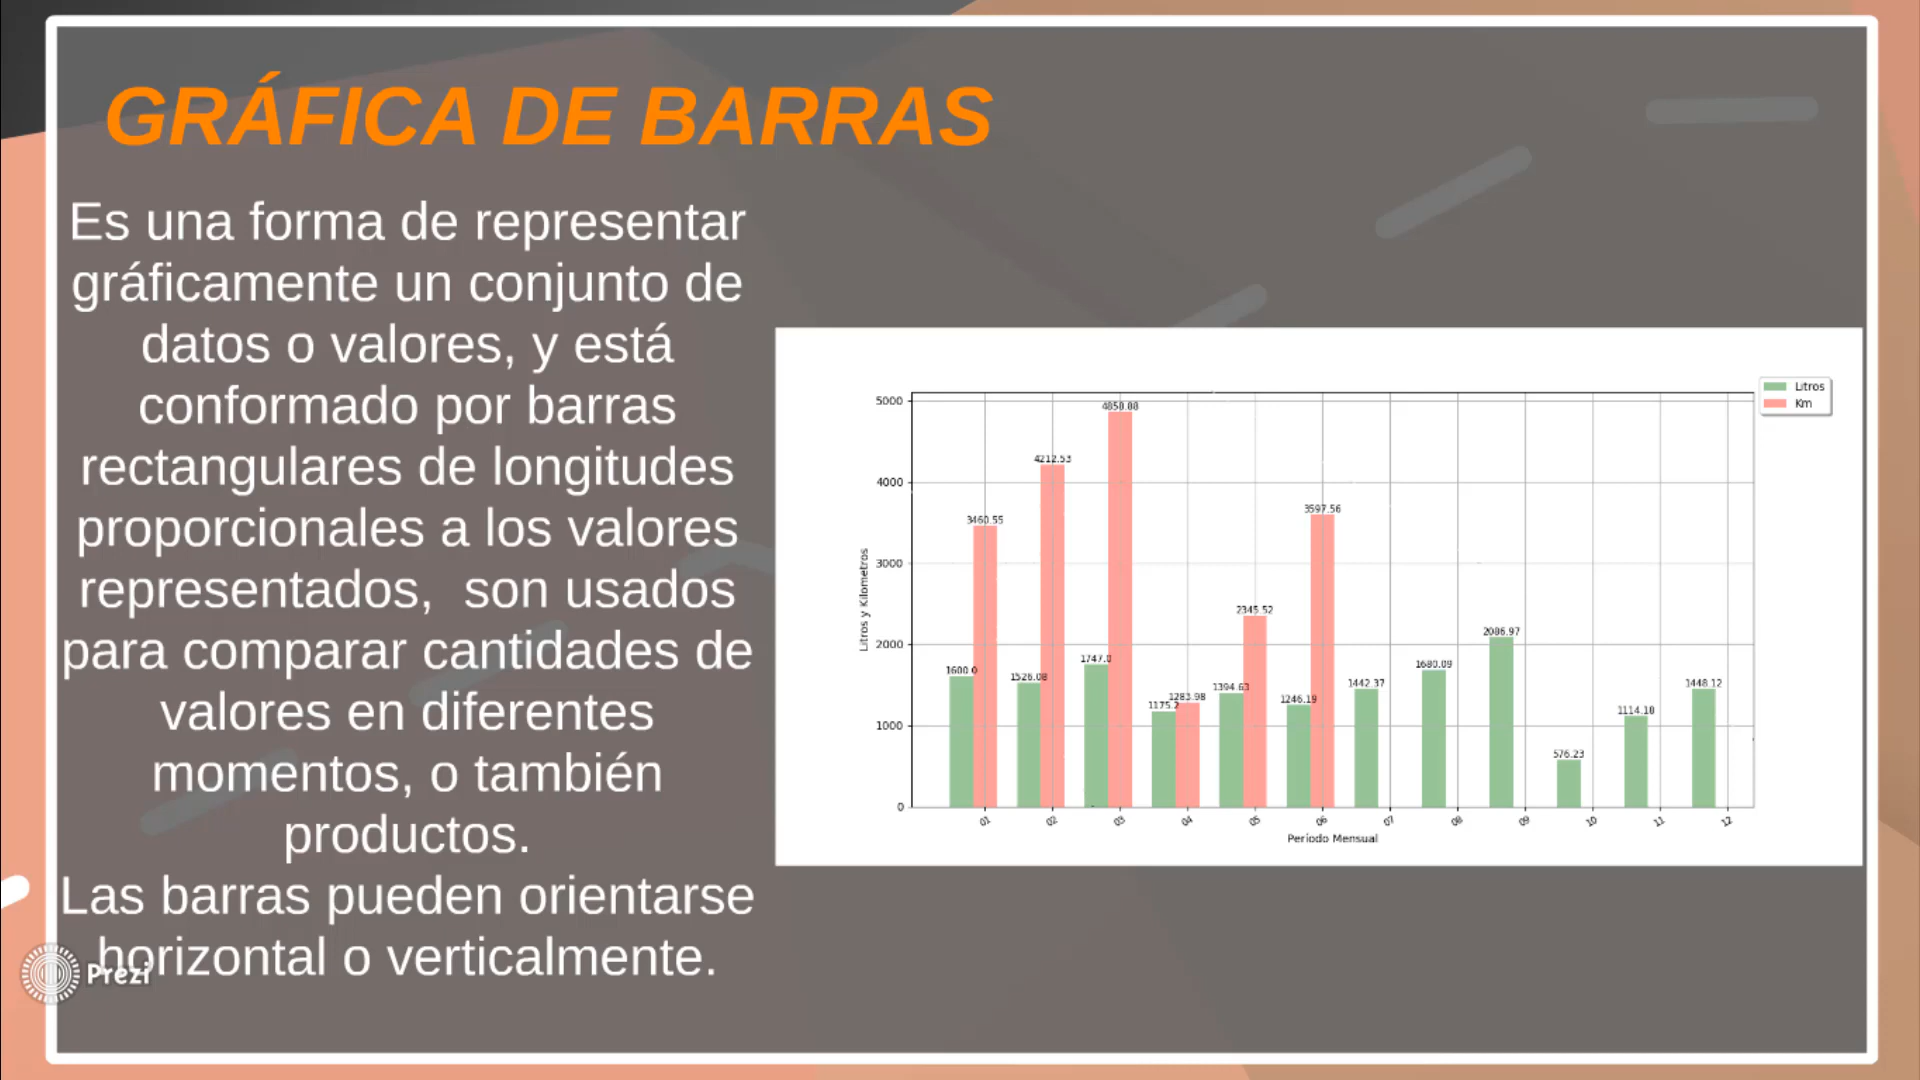 GRÁFICA DE BARRAS
Es una forma de representar
gráficamente un conjunto de
datos o valores, y está
conformado por barras
rectangulares de longitudes
proporcionales a los valores
representados,  son usados
para comparar cantidades de
valores en diferentes
momentos, o también
productos.
Las barras pueden orientarse
horizontal o verticalmente.
Prezi
Litros
Km
Litros y Kilometros
5000
4000
3000
2000
1000
0
1600.0
3460.55
1526.08
4212.53
1747.0
4858.08
1175.2
1283.98
1394.63
2345.52
1246.19
3597.56
1442.37
1680.09
2086.97
576.23
1114.18
1448.12
01
02
03
04
05
06
07
08
09
10
11
12
Período Mensual